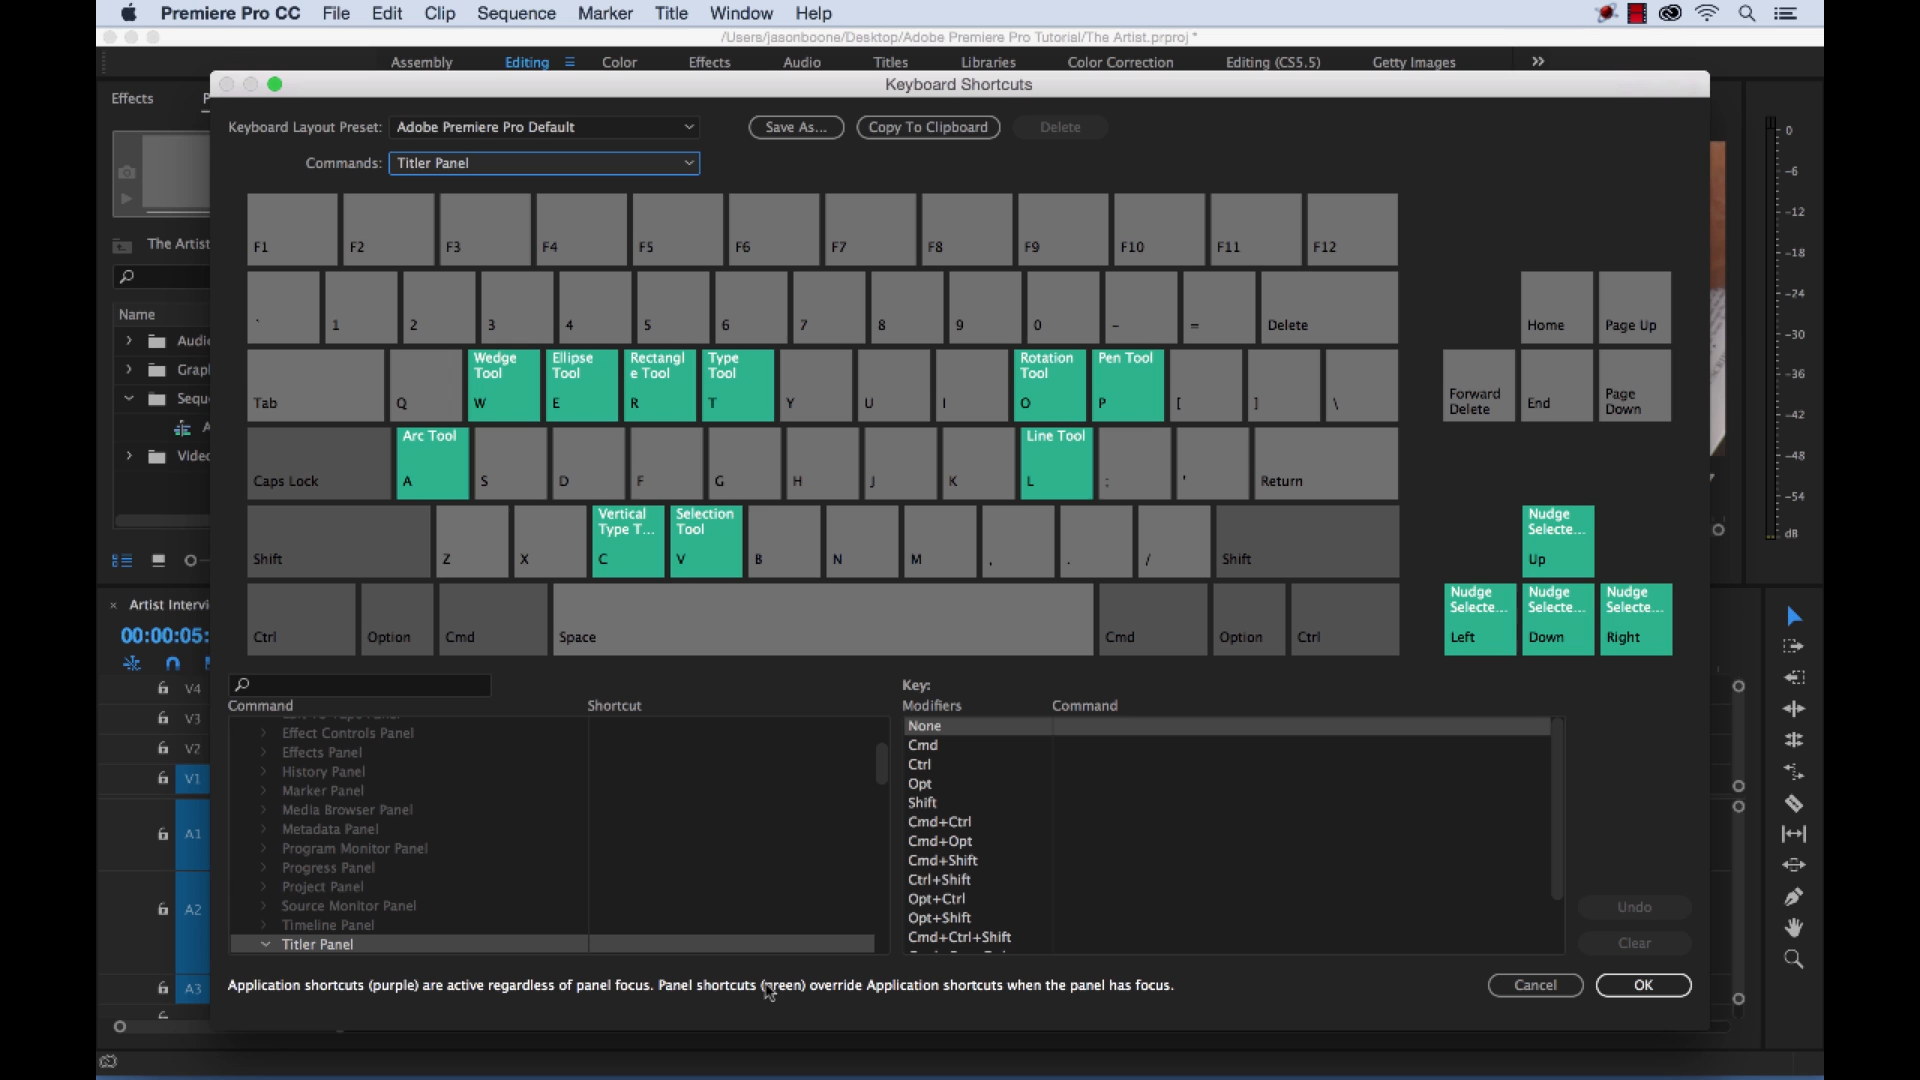 Premiere Pro CC File Edit Clip Sequence Marker Title Window Help
/Users/jasonboone/Desktop/Adobe Premiere Pro Tutorial/The Artist.prproj *
Assembly Editing Color Effects Audio Titles Libraries Color Correction Editing (CS5.5) Getty Images
Keyboard Shortcuts
Effects
Keyboard Layout Preset: Adobe Premiere Pro Default
Save As... Copy To Clipboard Delete
Commands: Titler Panel
F1 F2 F3 F4 F5 F6 F7 F8 F9 F10 F11 F12
` 1 2 3 4 5 6 7 8 9 0 - = Delete
Home Page Up
Tab
Q
Wedge
Tool
W
Ellipse
Tool
E
Rectangl
e Tool
R
Type
Tool
T
Y U I
Rotation
Tool
O
Pen Tool
P
[ ] \
Forward
Delete
End
Page
Down
Caps Lock
Arc Tool
A
S D F G H J K
Line Tool
L
; ' Return
Shift
Z X
Vertical
Type T...
C
Selection
Tool
V
B N M , . / Shift
Nudge
Selecte...
Up
Ctrl Option Cmd Space Cmd Option Ctrl
Nudge
Selecte...
Left
Nudge
Selecte...
Down
Nudge
Selecte...
Right
The Artist
Name
Audi
Grap
Sequ
A
Video
Artist Intervi
00:00:05:
V4
V3
V2
V1
A1
A2
A3
0
-6
-12
-18
-24
-30
-36
-42
-48
-54
dB
Command Shortcut
Effect Controls Panel
Effects Panel
History Panel
Marker Panel
Media Browser Panel
Metadata Panel
Program Monitor Panel
Progress Panel
Project Panel
Source Monitor Panel
Timeline Panel
Titler Panel
Key:
Modifiers Command
None
Cmd
Ctrl
Opt
Shift
Cmd+Ctrl
Cmd+Opt
Cmd+Shift
Ctrl+Shift
Opt+Ctrl
Opt+Shift
Cmd+Ctrl+Shift
Undo
Clear
Application shortcuts (purple) are active regardless of panel focus. Panel shortcuts (green) override Application shortcuts when the panel has focus.
Cancel OK